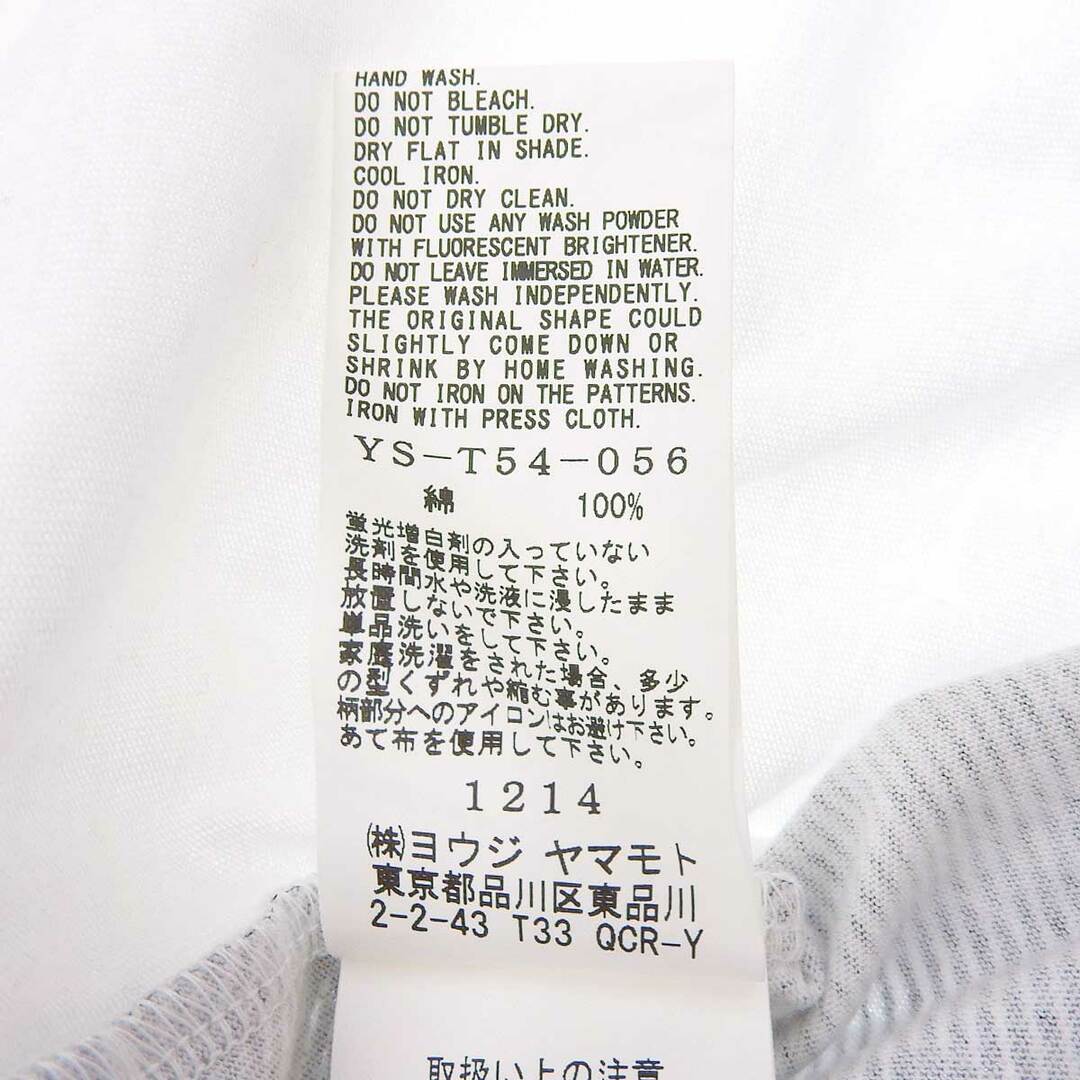 HAND WASH.
DO NOT BLEACH.
DO NOT TUMBLE DRY.
DRY FLAT IN SHADE.
COOL IRON.
DO NOT DRY CLEAN.
DO NOT USE ANY WASH POWDER
WITH FLUORESCENT BRIGHTENER.
DO NOT LEAVE IMMERSED IN WATER.
PLEASE WASH INDEPENDENTLY.
THE ORIGINAL SHAPE COULD
SLIGHTLY COME DOWN OR
SHRINK BY HOME WASHING.
DO NOT IRON ON THE PATTERNS.
IRON WITH PRESS CLOTH.
YS-T54-056
綿 100%
蛍光増白剤の入っていない
洗剤を使用して下さい。
長時間水や洗液に浸したまま
放置しないで下さい。
単品洗いをして下さい。
家庭洗濯をされた場合、多少
の型くずれや縮む事があります。
柄部分へのアイロンはお避け下さい。
あて布を使用して下さい。
1214
(株)ヨウジ ヤマモト
東京都品川区東品川
2-2-43 T33 QCR-Y
取扱い上の注意